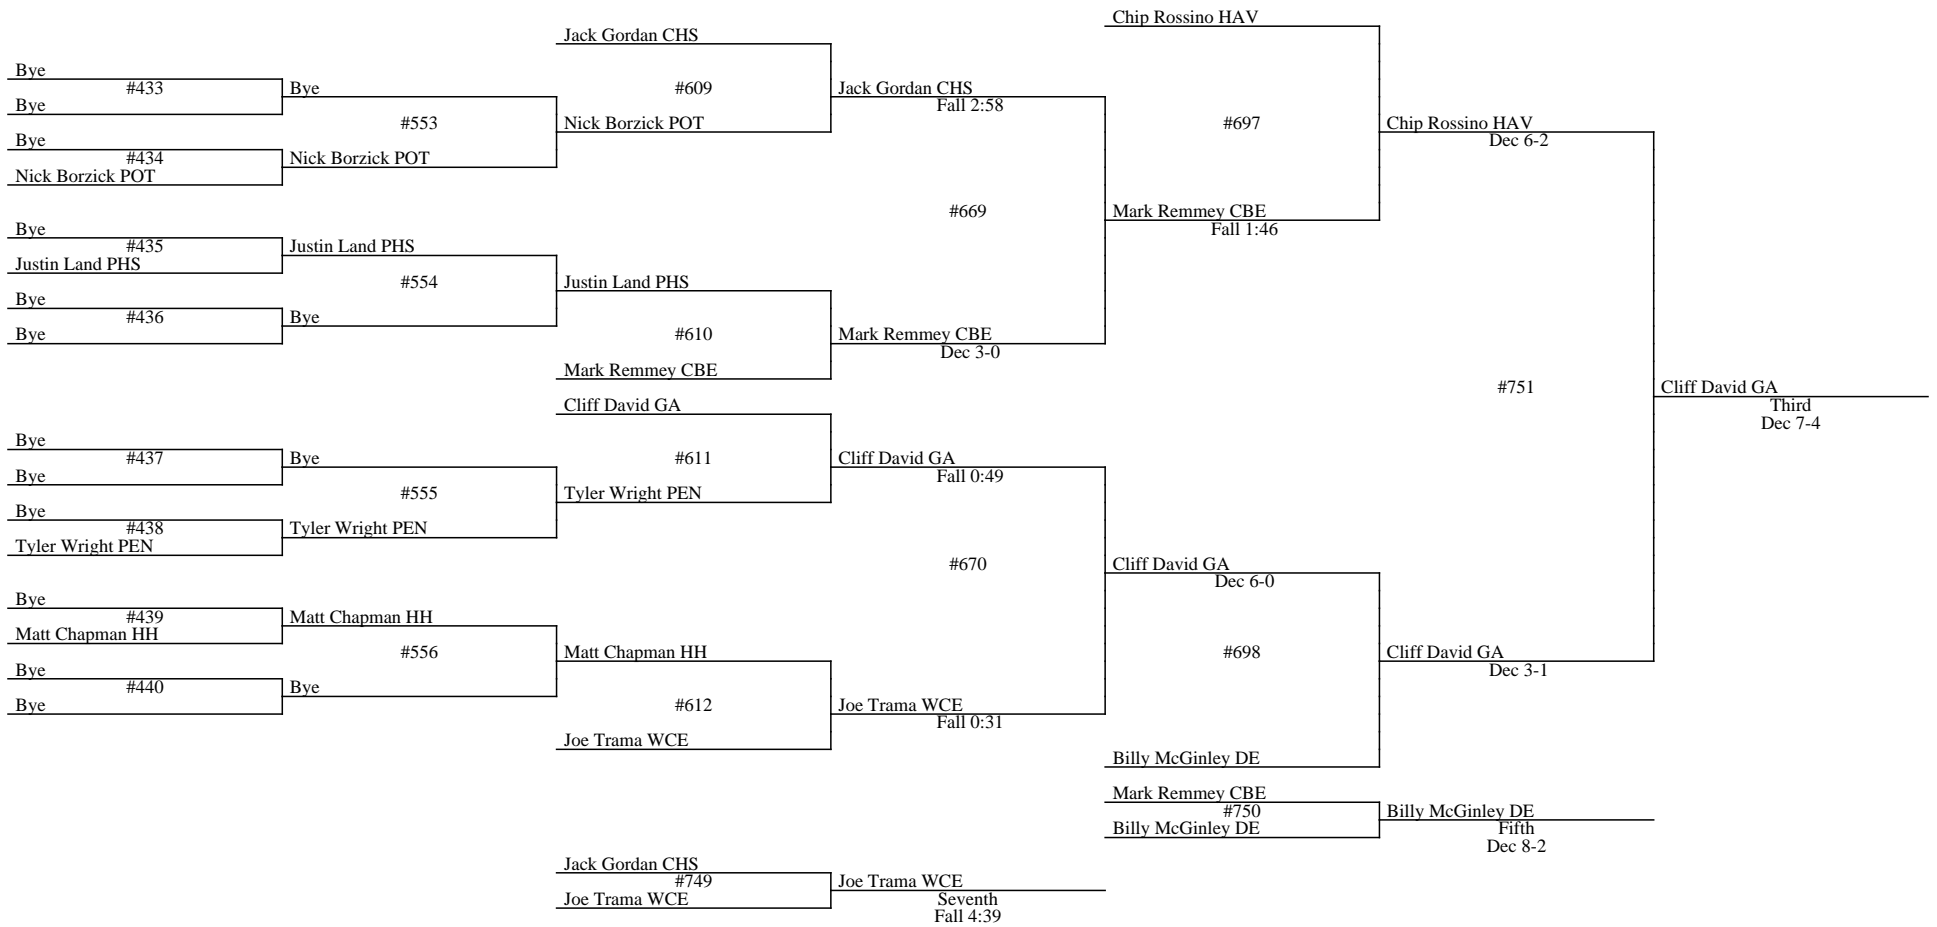 Chip Rossino HAV
Jack Gordan CHS
Bye
#433
Bye
#609
Jack Gordan CHS
Bye
Fall 2:58
#553
Nick Borzick POT
#697
Chip Rossino HAV
Bye
Dec 6-2
#434
Nick Borzick POT
Nick Borzick POT
#669
Mark Remmey CBE
Bye
Fall 1:46
#435
Justin Land PHS
Justin Land PHS
#554
Justin Land PHS
Bye
#436
Bye
Bye
#610
Mark Remmey CBE
Dec 3-0
Mark Remmey CBE
#751
Cliff David GA
Cliff David GA
Third
Dec 7-4
Bye
#437
Bye
#611
Cliff David GA
Bye
Fall 0:49
#555
Tyler Wright PEN
Bye
#438
Tyler Wright PEN
Tyler Wright PEN
#670
Cliff David GA
Dec 6-0
Bye
#439
Matt Chapman HH
Matt Chapman HH
#556
Matt Chapman HH
#698
Cliff David GA
Dec 3-1
Bye
#440
Bye
Bye
#612
Joe Trama WCE
Fall 0:31
Joe Trama WCE
Billy McGinley DE
Mark Remmey CBE
#750
Billy McGinley DE
Billy McGinley DE
Fifth
Dec 8-2
Jack Gordan CHS
#749
Joe Trama WCE
Joe Trama WCE
Seventh
Fall 4:39